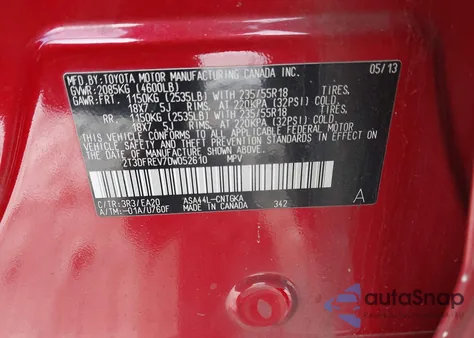 MFD. BY: TOYOTA MOTOR MANUFACTURING CANADA INC. 05/13
GVWR: 2085KG (4600LB)
GAWR: FRT. 1150KG (2535LB) WITH 235/55R18 TIRES,
18X7 .5J RIMS, AT 220KPA (32PSI) COLD
RR 1150KG (2535LB) WITH 235/55R18 TIRES,
18X7 .5J RIMS, AT 220KPA (32PSI) COLD
THIS VEHICLE CONFORMS TO ALL APPLICABLE FEDERAL MOTOR
VEHICLE SAFETY STANDARDS IN EFFECT ON THE DATE OF
MANUFACTURE SHOWN ABOVE.
2T3DFREV7DW052610 MPV
C/TR:3R3/EA20 ASA44L-CNTGKA A
A/TM:-01A/U760F MADE IN CANADA 342
autoSnap